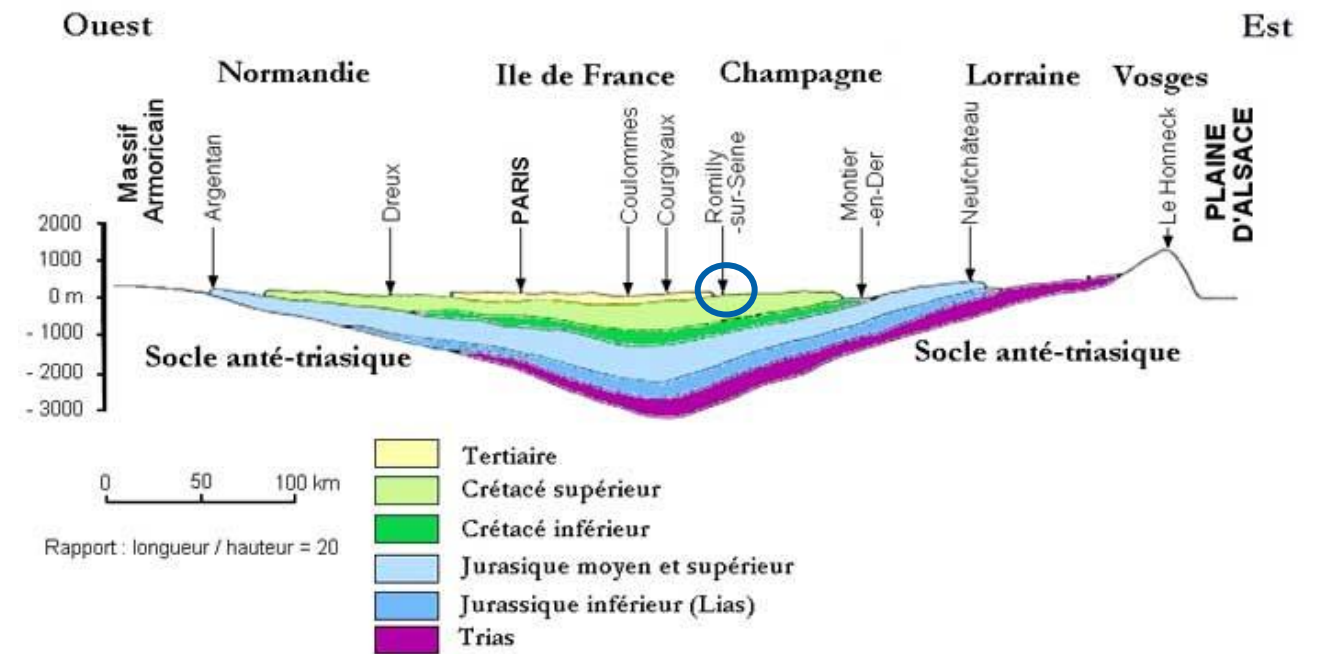 Ouest
Est
Normandie
Ile de France
Champagne
Lorraine
Vosges
Massif
Armoricain
Argentan
Dreux
PARIS
Coulommes
Courgivaux
Romilly
-sur-Seine
Montier
-en-Der
Neufchâteau
Le Honneck
PLAINE
D'ALSACE
2000
1000
0 m
- 1000
- 2000
- 3000
Socle anté-triasique
Socle anté-triasique
0 50 100 km
Rapport : longueur / hauteur = 20
Tertiaire
Crétacé supérieur
Crétacé inférieur
Jurasique moyen et supérieur
Jurassique inférieur (Lias)
Trias